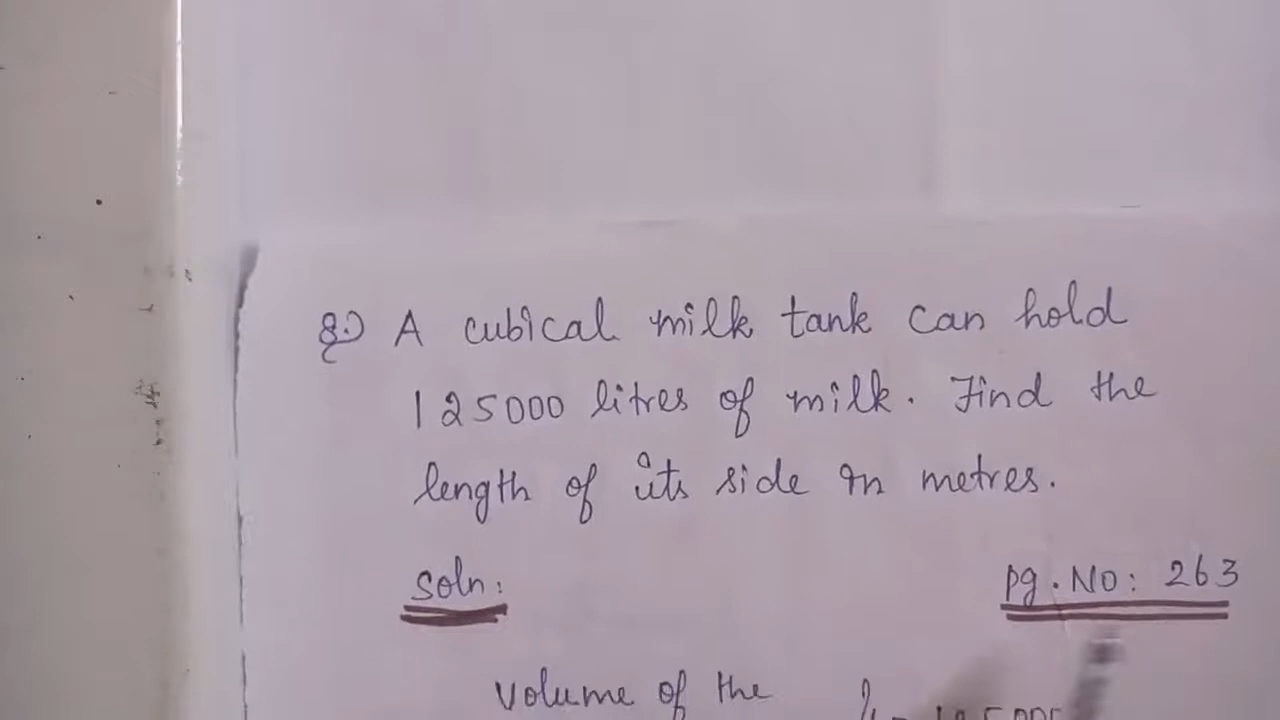 8.) A cubical milk tank can hold
125000 litres of milk. Find the
length of its side in metres.
Soln:
pg. No: 263
Volume of the